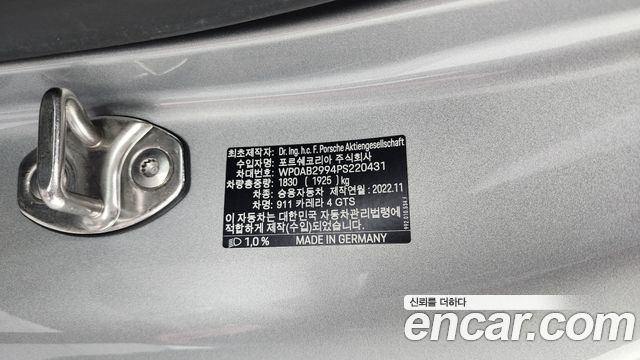 최초제작자: Dr. Ing. h.c. F. Porsche Aktiengesellschaft
수입자명: 포르쉐코리아 주식회사
차대번호: WP0AB2994PS220431
차량총중량: 1830 ( 1925 ) kg
차종: 승용자동차 제작연월: 2022.11
차명: 911 카레라 4 GTS
이 자동차는 대한민국 자동차관리법령에
적합하게 제작(수입)되었습니다.
1,0% MADE IN GERMANY
신뢰를 더하다
encar.com